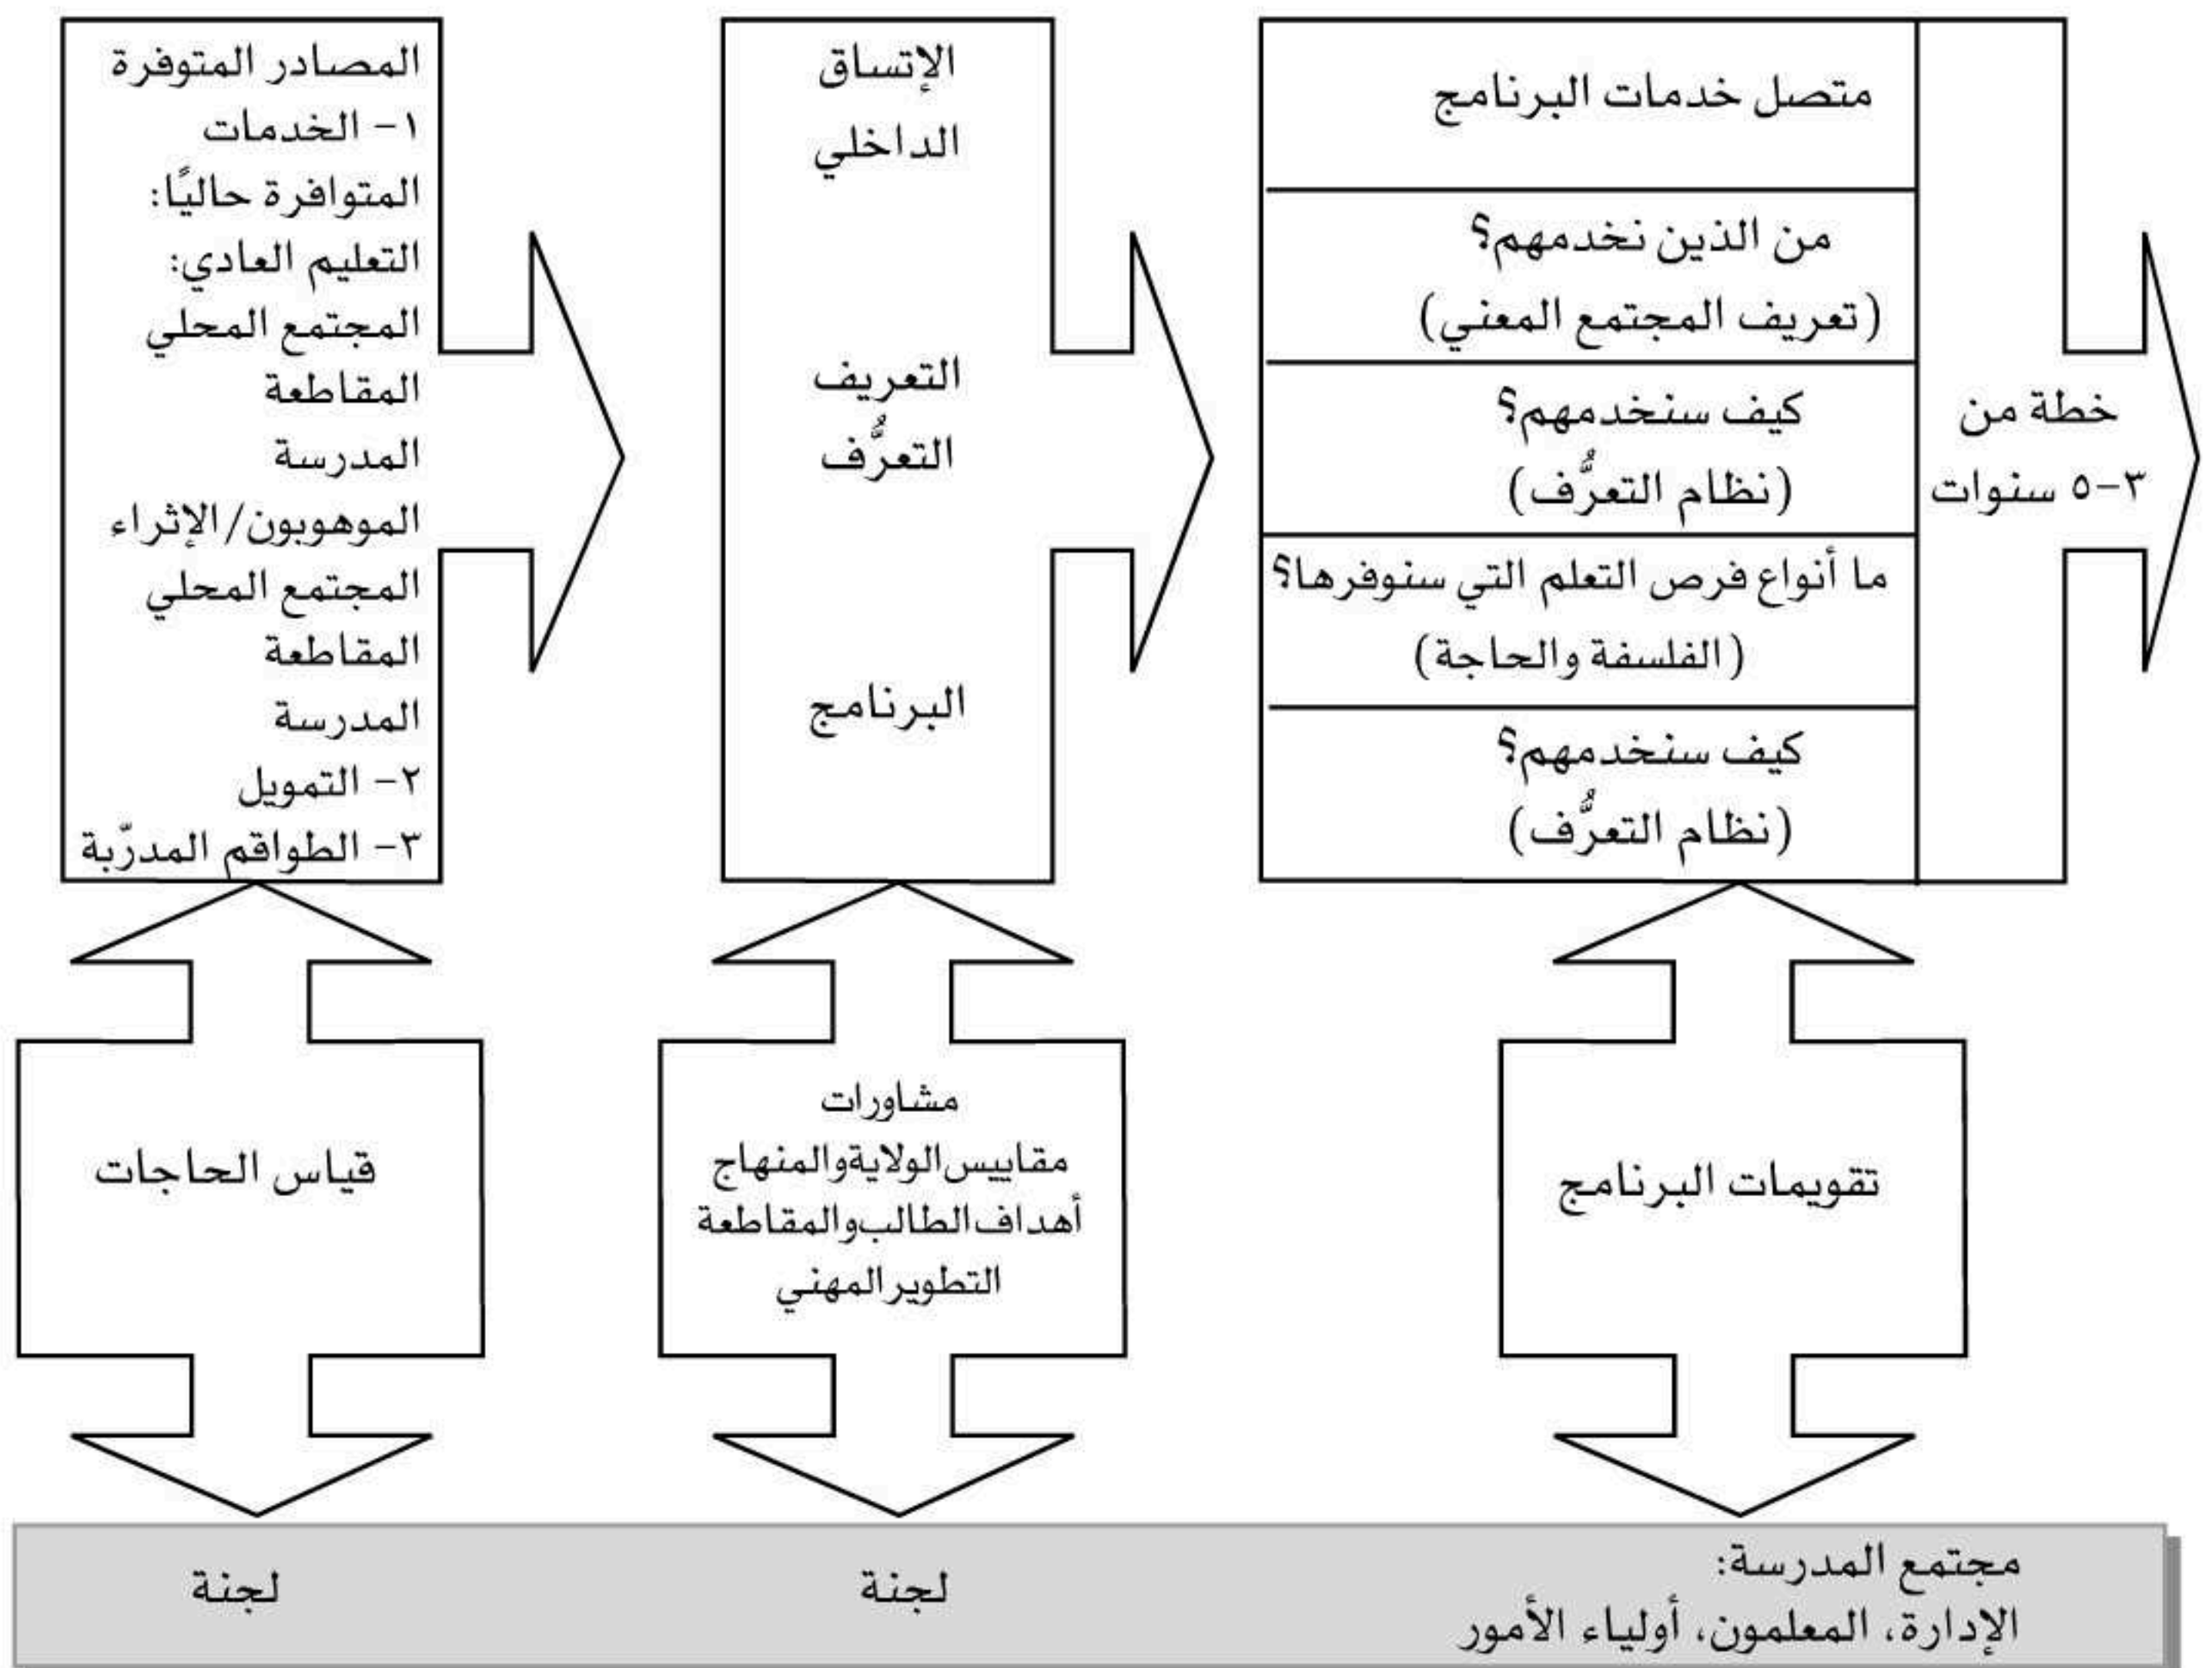 المصادر المتوفرة
١- الخدمات
المتوافرة حاليًا:
التعليم العادي:
المجتمع المحلي
المقاطعة
المدرسة
الموهوبون/الإثراء
المجتمع المحلي
المقاطعة
المدرسة
٢- التمويل
٣- الطواقم المدرّبة
الإتساق
الداخلي
التعريف
التعرُّف
البرنامج
متصل خدمات البرنامج
من الذين نخدمهم؟
(تعريف المجتمع المعني)
كيف سنخدمهم؟
(نظام التعرُّف)
ما أنواع فرص التعلم التي سنوفرها؟
(الفلسفة والحاجة)
كيف سنخدمهم؟
(نظام التعرُّف)
خطة من
٣-٥ سنوات
قياس الحاجات
مشاورات
مقاييس الولاية والمنهاج
أهداف الطالب والمقاطعة
التطوير المهني
تقويمات البرنامج
لجنة
لجنة
مجتمع المدرسة:
الإدارة، المعلمون، أولياء الأمور